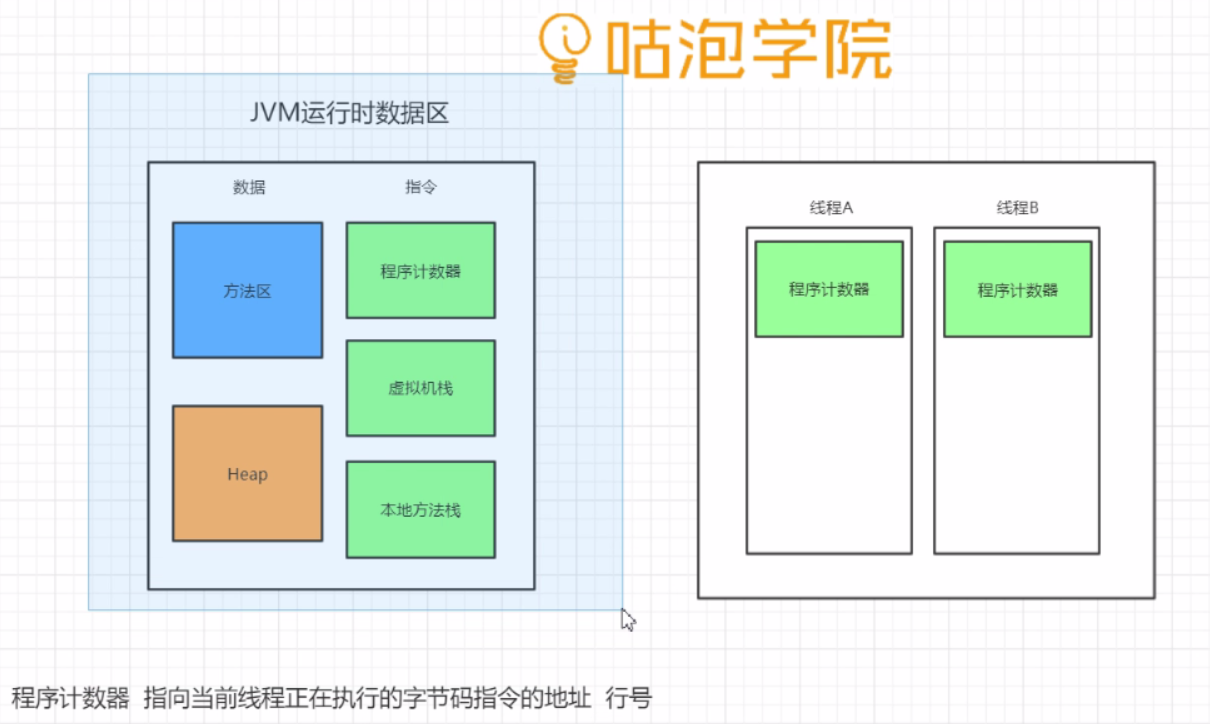 咕泡学院
JVM运行时数据区
数据 指令
方法区
程序计数器
虚拟机栈
Heap
本地方法栈
线程A 线程B
程序计数器 程序计数器
程序计数器 指向当前线程正在执行的字节码指令的地址 行号